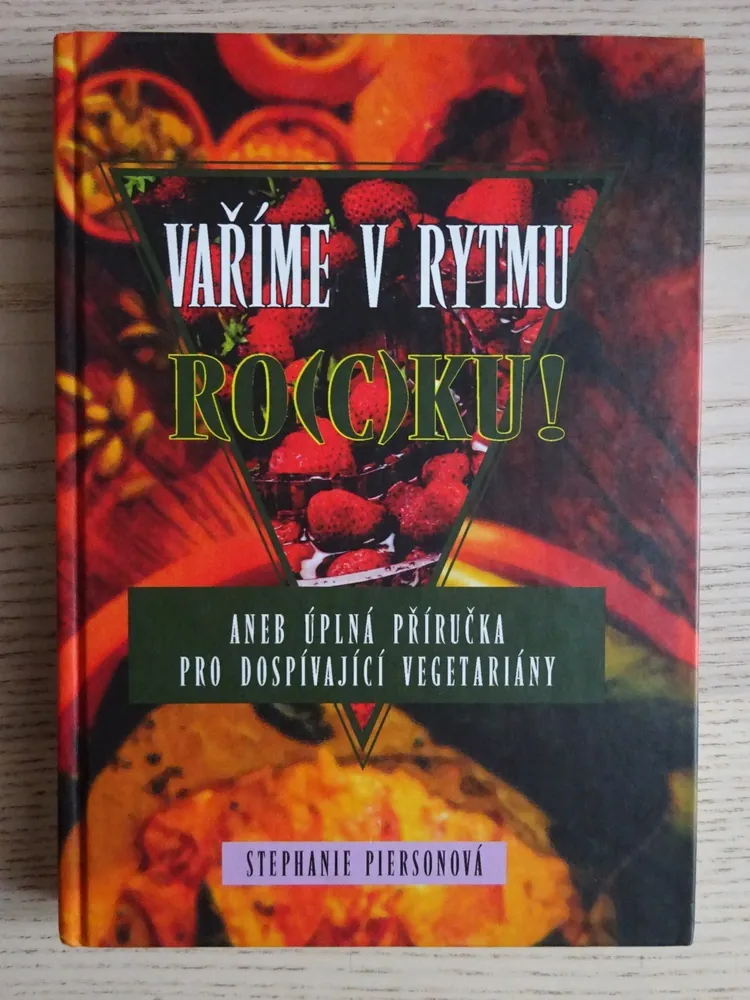 VAŘÍME V RYTMU
RO(C)KU!
ANEB ÚPLNÁ PŘÍRUČKA
PRO DOSPÍVAJÍCÍ VEGETARIÁNY
STEPHANIE PIERSONOVÁ